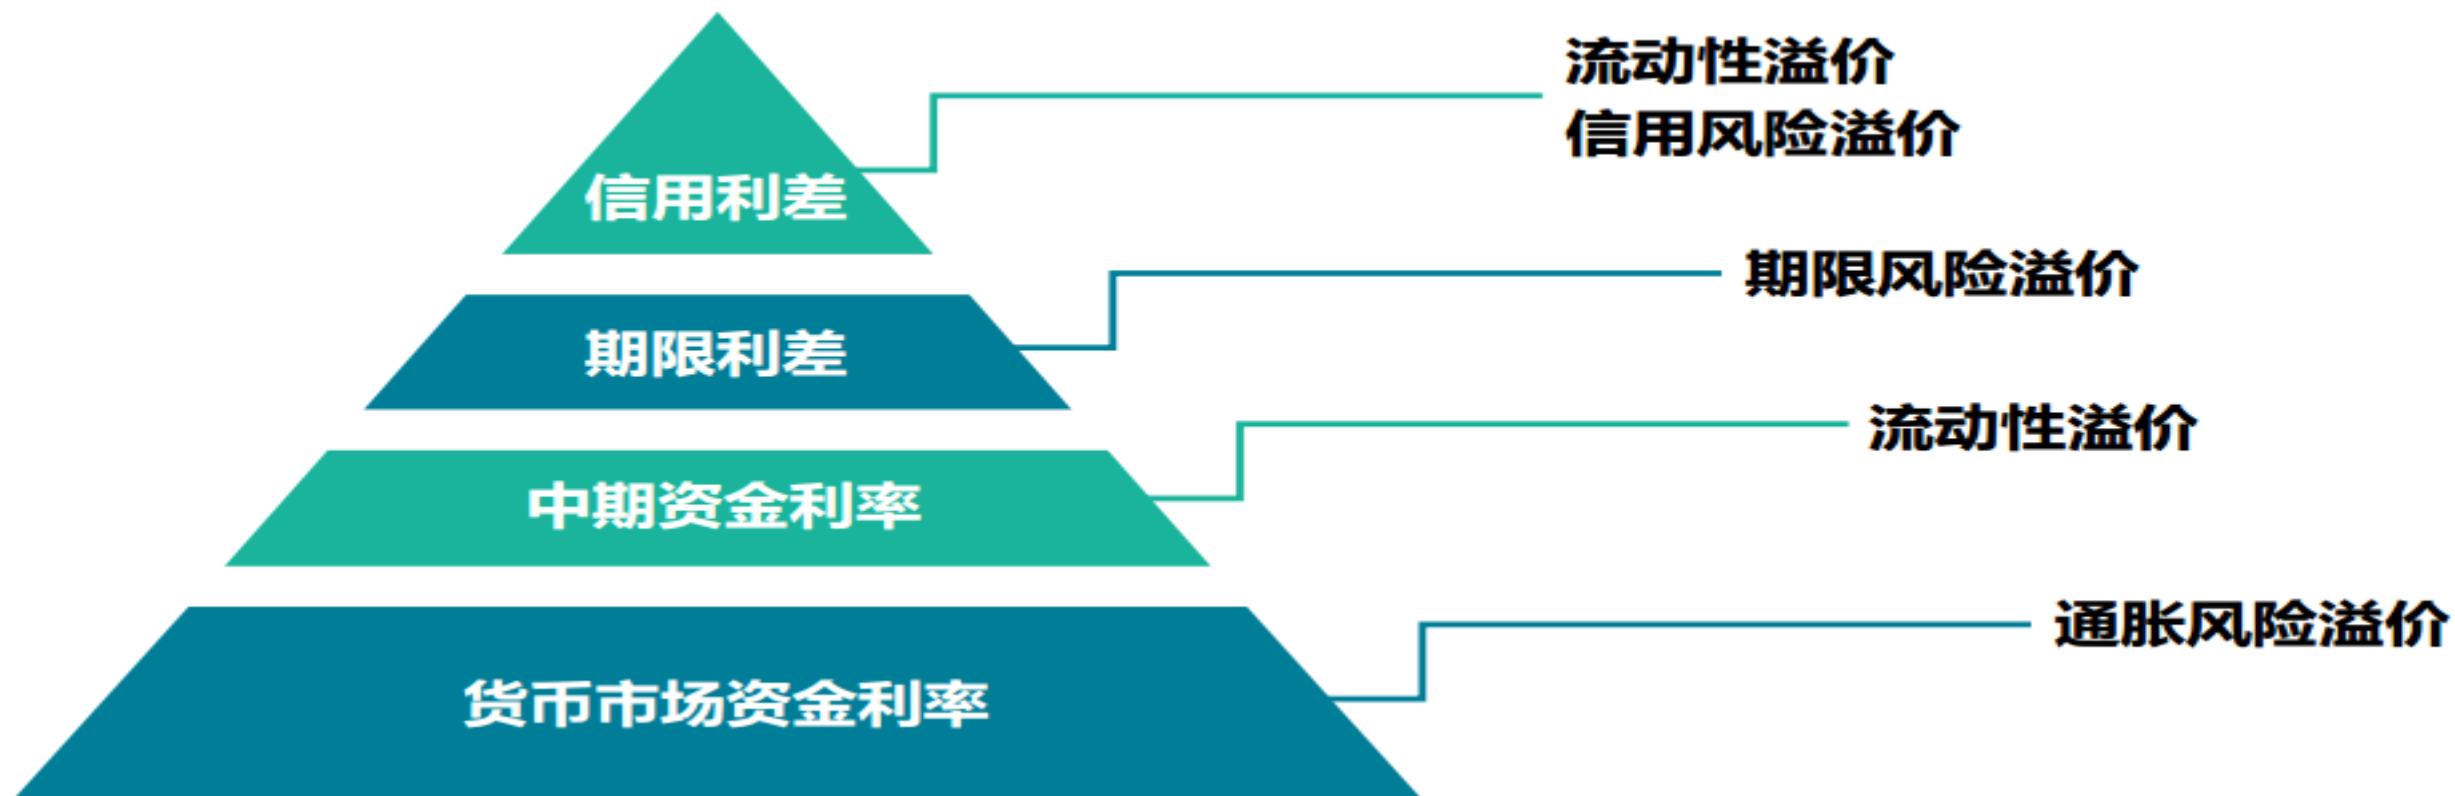 流动性溢价
信用风险溢价
信用利差
期限风险溢价
期限利差
流动性溢价
中期资金利率
通胀风险溢价
货币市场资金利率